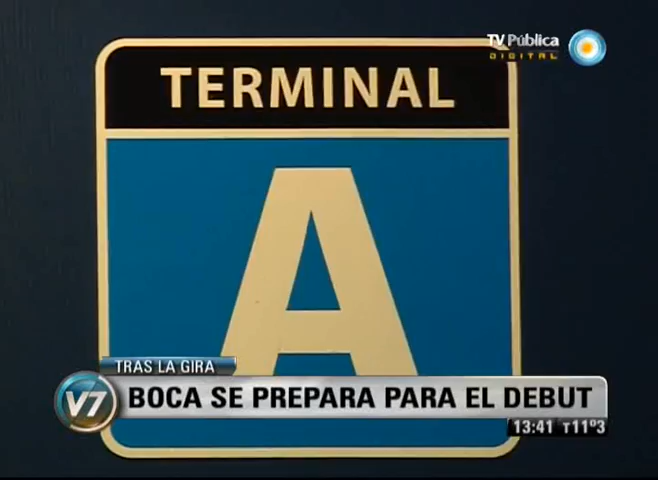 TV Pública
DIGITAL
TERMINAL
A
TRAS LA GIRA
V7
BOCA SE PREPARA PARA EL DEBUT
13:41 T11º3